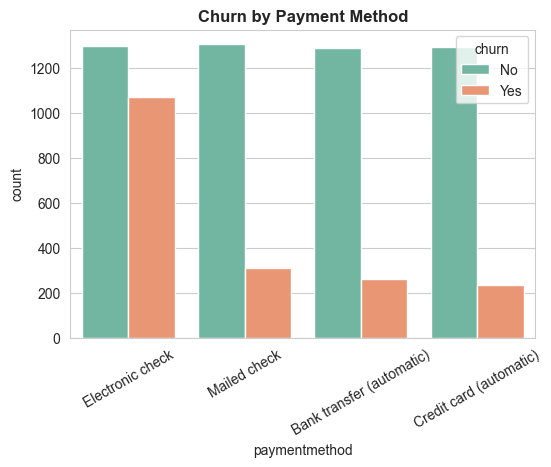 Churn by Payment Method
churn
No
Yes
count
1200
1000
800
600
400
200
0
Electronic check
Mailed check
Bank transfer (automatic)
Credit card (automatic)
paymentmethod